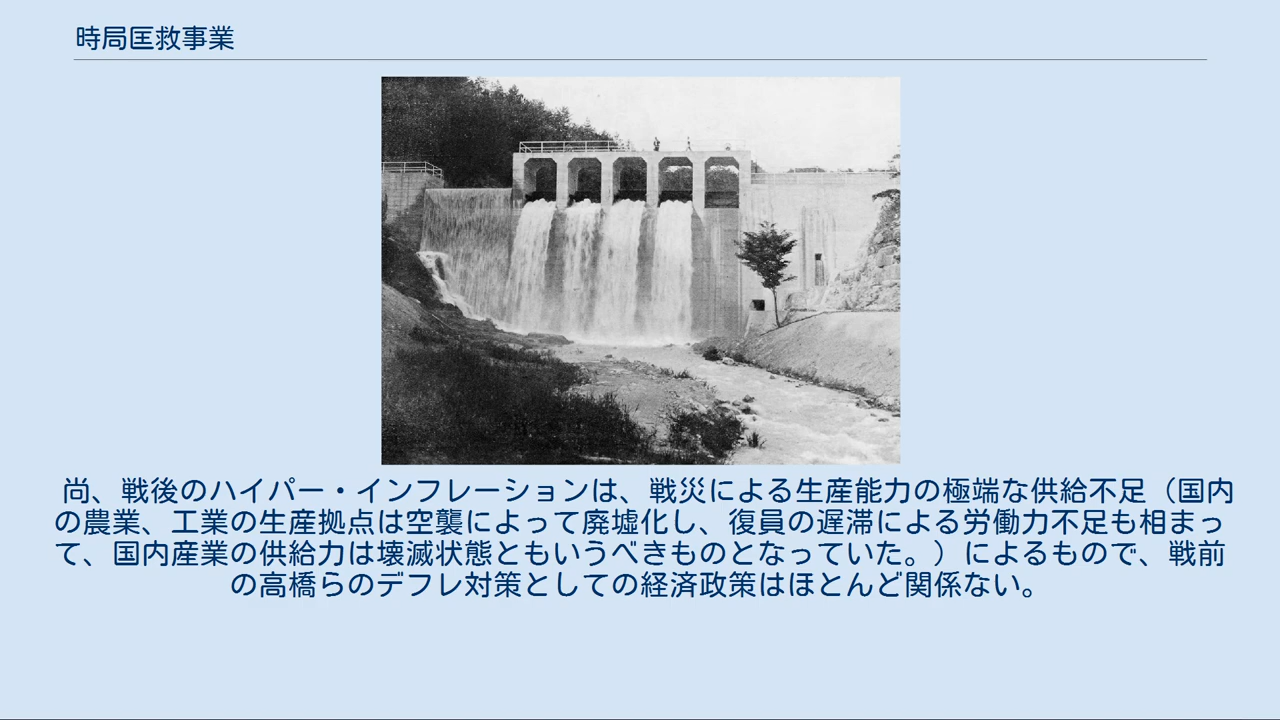 時局匡救事業
尚、戦後のハイパー・インフレーションは、戦災による生産能力の極端な供給不足（国内
の農業、工業の生産拠点は空襲によって廃墟化し、復員の遅滞による労働力不足も相まっ
て、国内産業の供給力は壊滅状態ともいうべきものとなっていた。）によるもので、戦前
の高橋らのデフレ対策としての経済政策はほとんど関係ない。